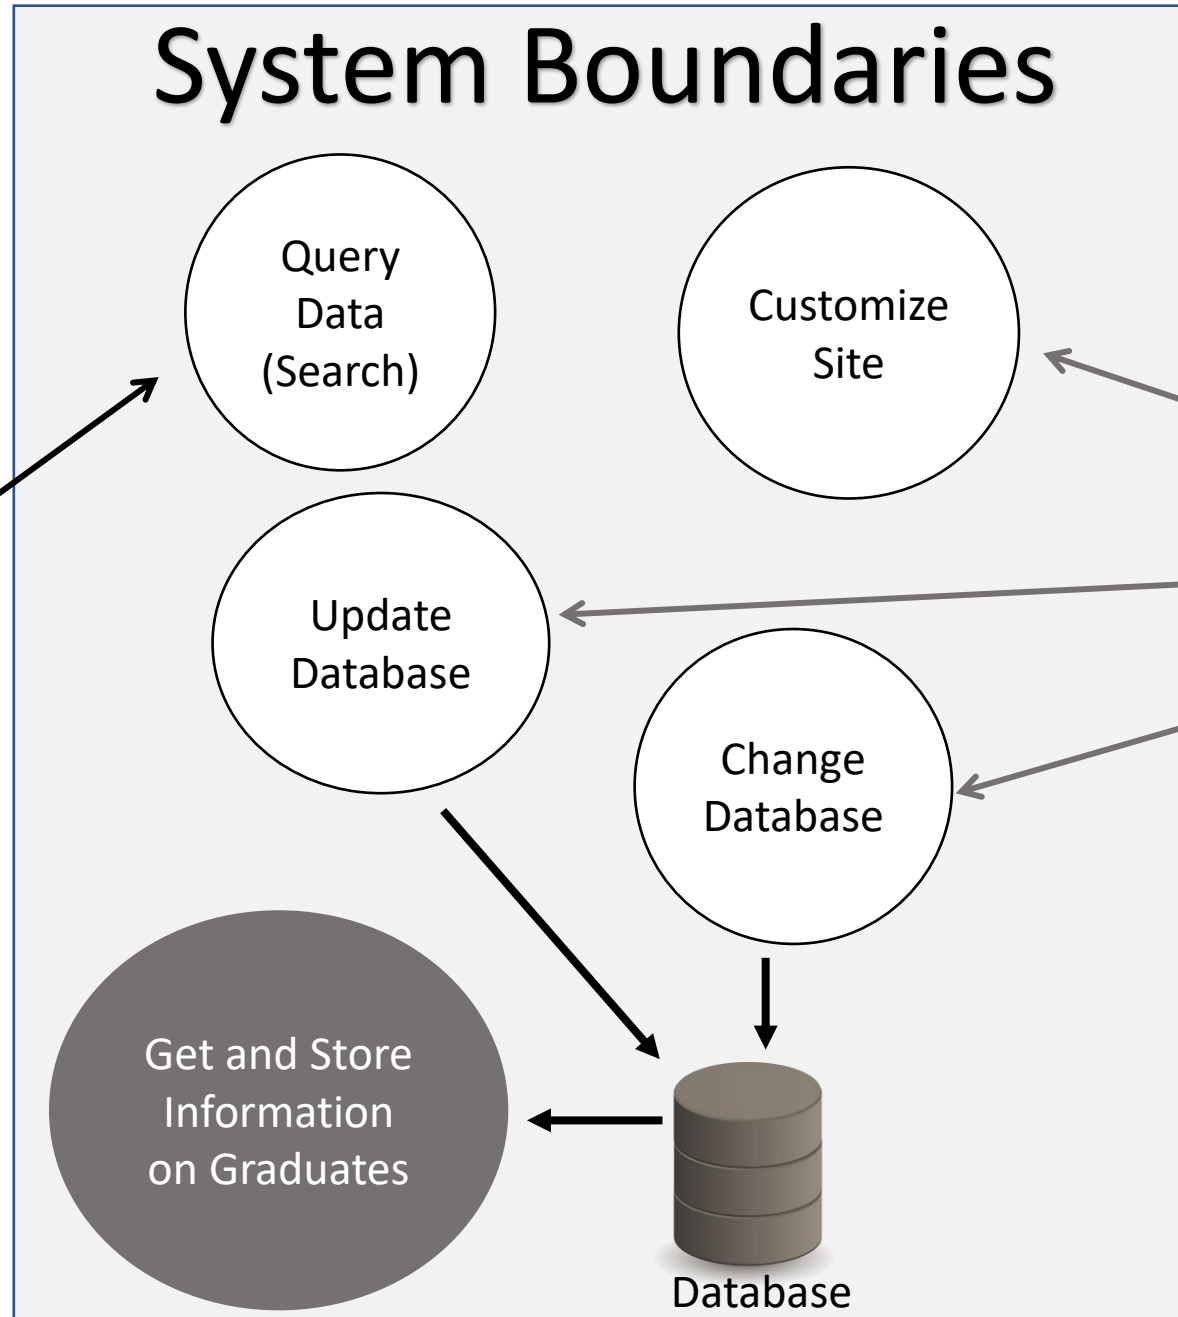 System Boundaries
Query
Data
(Search)
Customize
Site
Update
Database
Change
Database
Get and Store
Information
on Graduates
Database